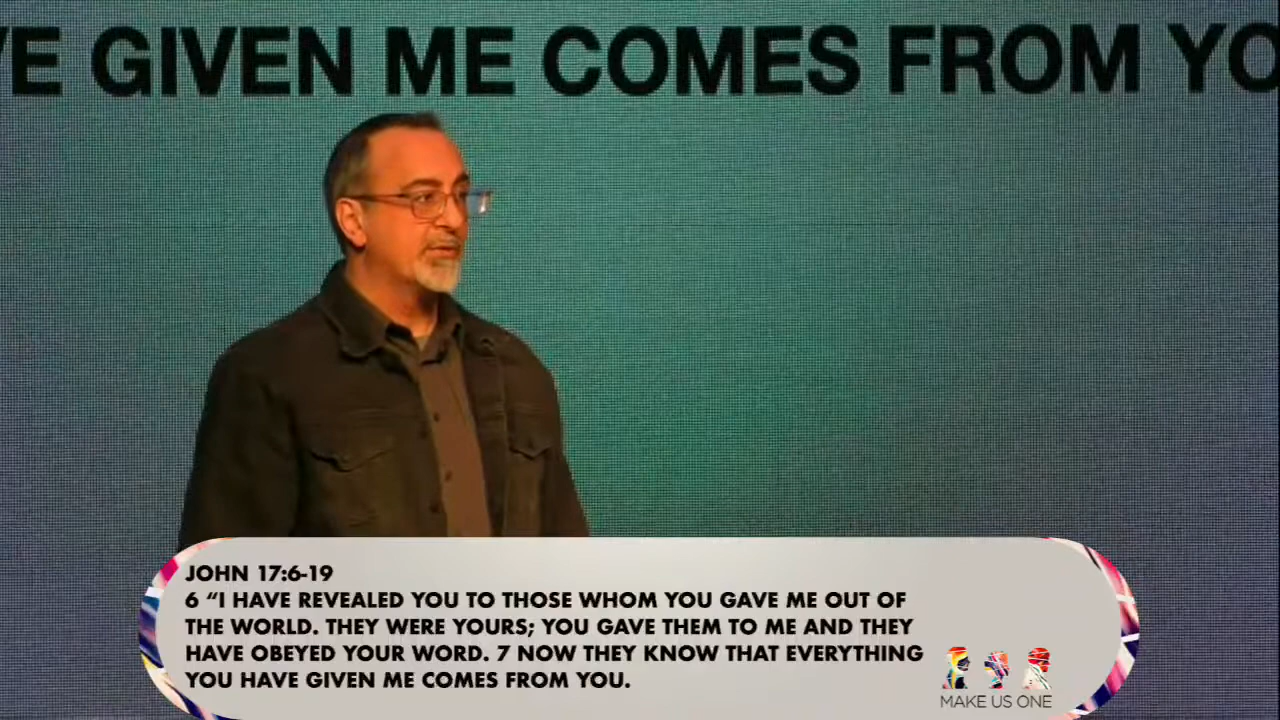 VE GIVEN ME COMES FROM YO
JOHN 17:6-19
6 “I HAVE REVEALED YOU TO THOSE WHOM YOU GAVE ME OUT OF
THE WORLD. THEY WERE YOURS; YOU GAVE THEM TO ME AND THEY
HAVE OBEYED YOUR WORD. 7 NOW THEY KNOW THAT EVERYTHING
YOU HAVE GIVEN ME COMES FROM YOU.
MAKE US ONE